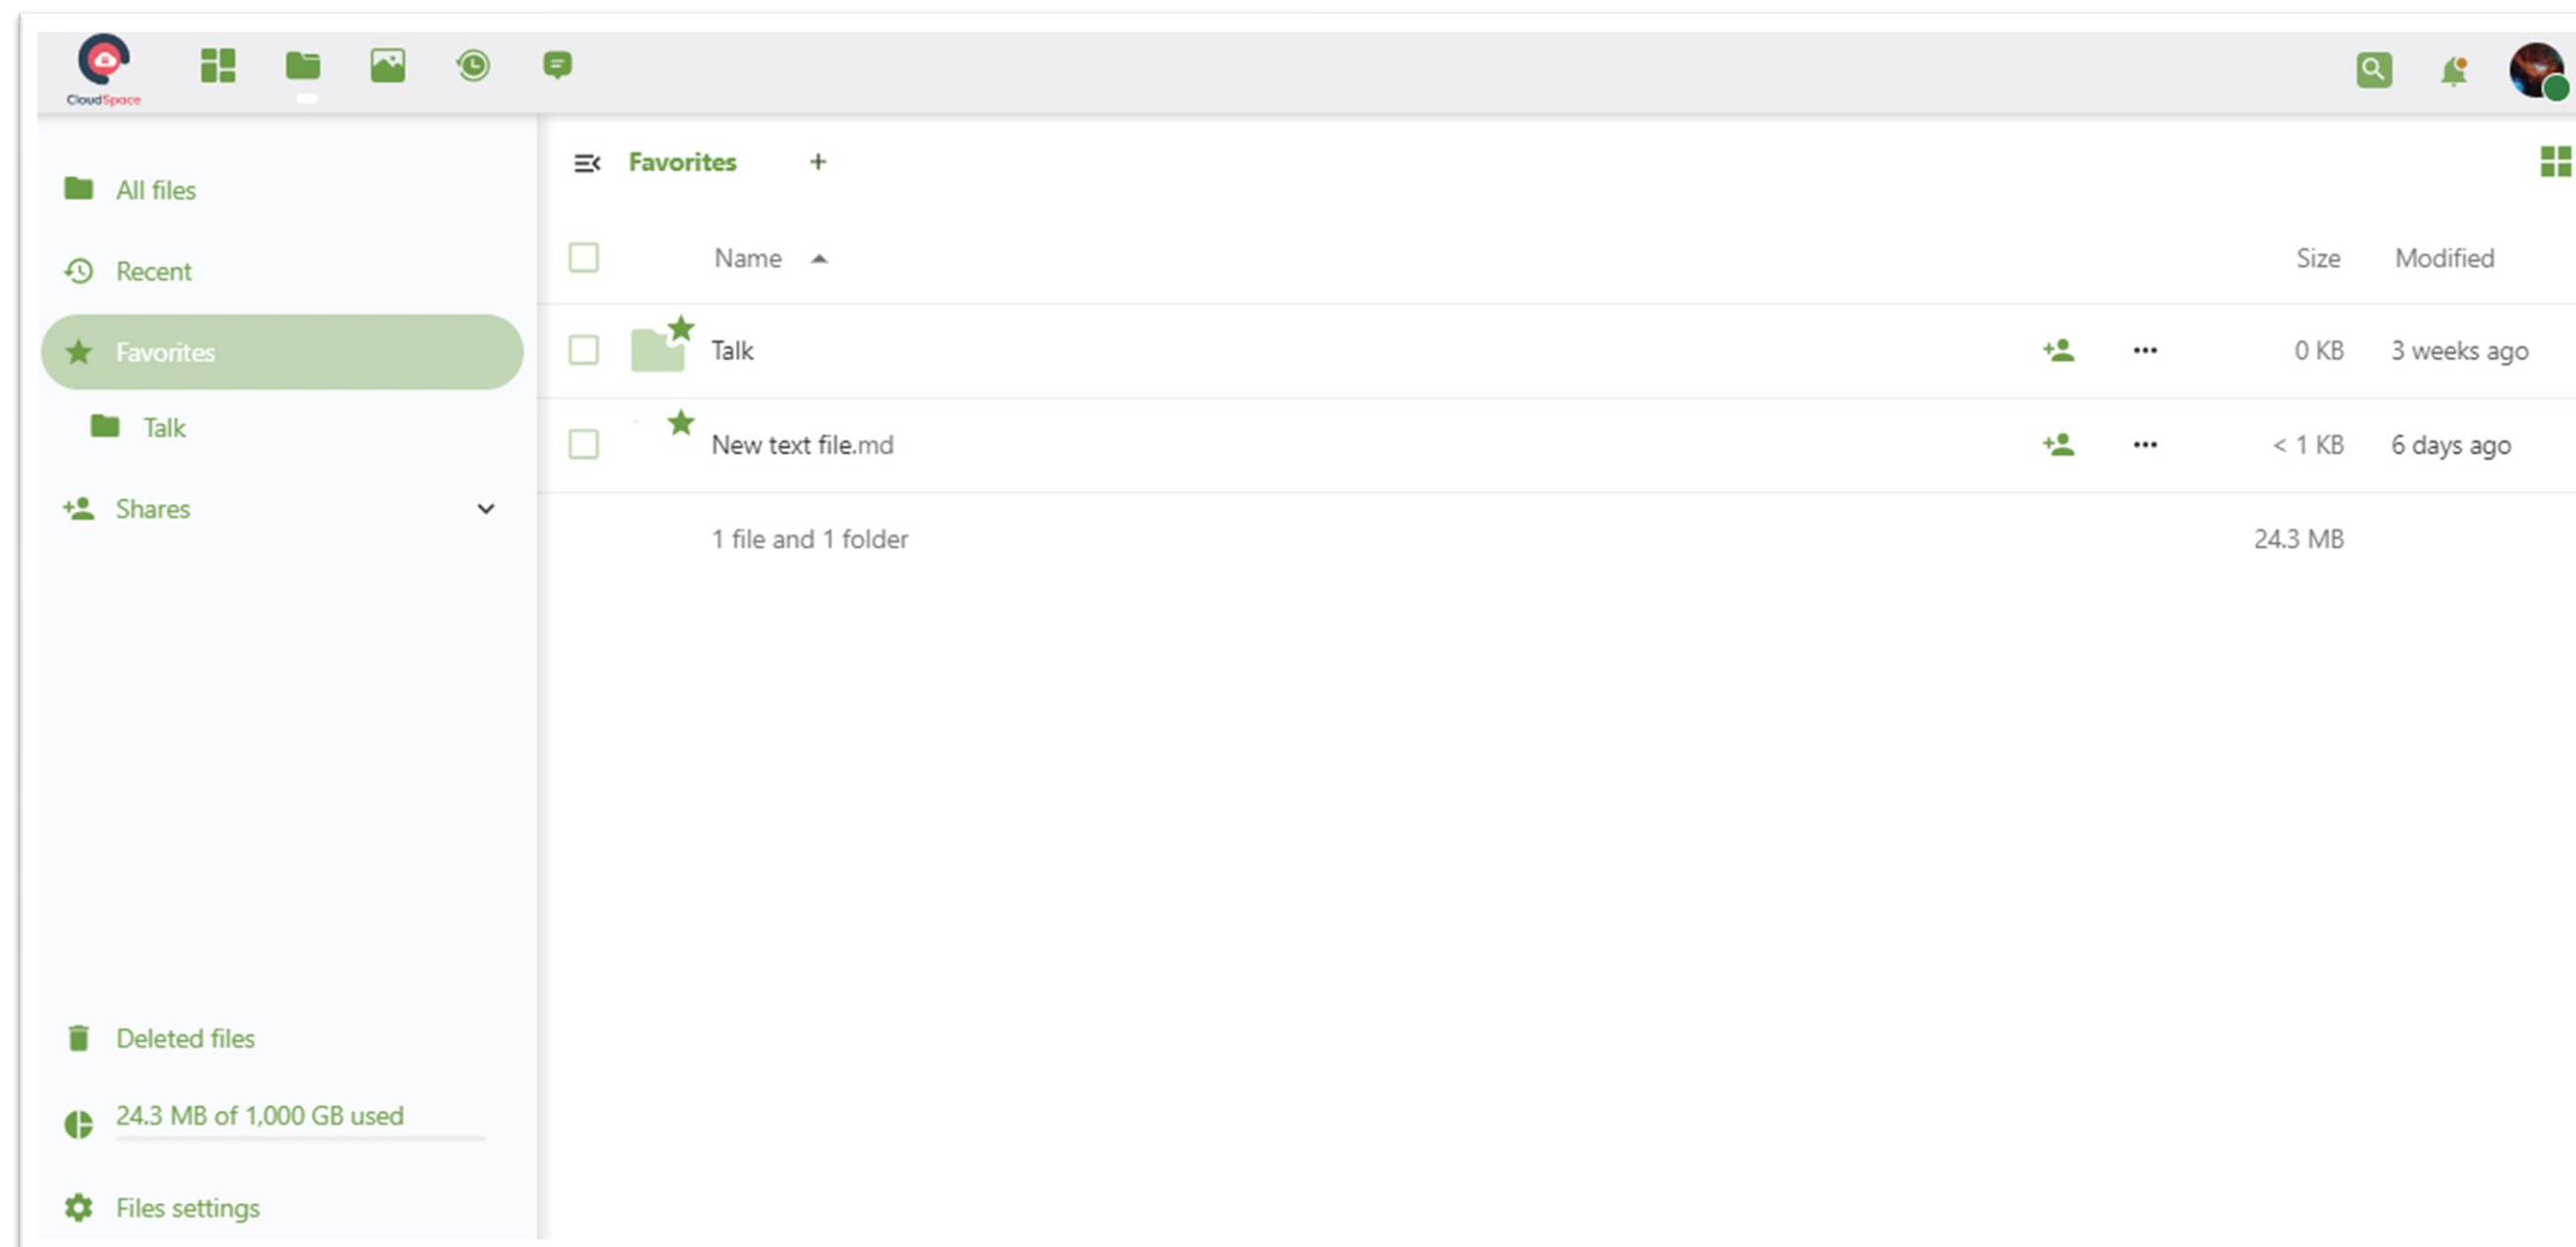 CloudSpace
All files
Recent
Favorites
Talk
Shares
Deleted files
24.3 MB of 1,000 GB used
Files settings
Favorites +
Name Size Modified
Talk 0 KB 3 weeks ago
New text file.md < 1 KB 6 days ago
1 file and 1 folder 24.3 MB